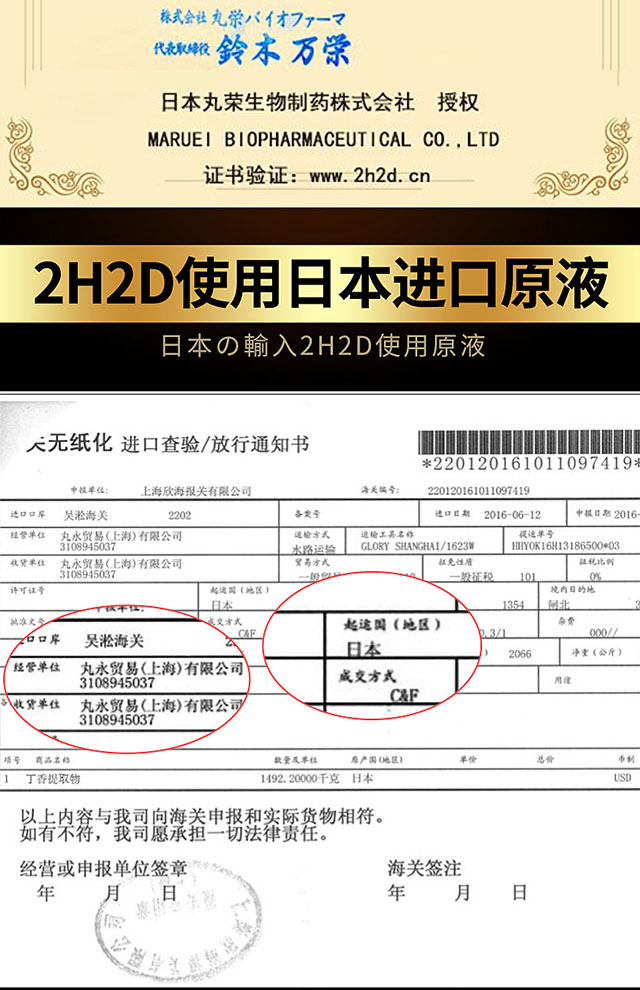 株式会社 丸栄バイオファーマ
代表取締役 鈴木 万栄
日本丸荣生物制药株式会社 授权
MARUEI BIOPHARMACEUTICAL CO.,LTD
证书验证：www.2h2d.cn
2H2D使用日本进口原液
日本の輸入2H2D使用原液
关无纸化 进口查验/放行通知书
*220120161011097419*
申报单位： 上海欣海报关有限公司 海关编号： 220120161011097419
进口口岸 吴淞海关 2202 备案号 进口日期 2016-06-12 申报日期 2016-
经营单位 丸永贸易(上海)有限公司 3108945037 运输方式 水路运输 运输工具名称 GLORY SHANGHAI/1623W 提运单号 HHYOK16H13186500*03
收货单位 丸永贸易(上海)有限公司 3108945037 贸易方式 一般贸 征免性质 一般征税 101 征税比例 0%
许可证号 起运国（地区） 日本 1354 境内目的地 闸北
批准文号 成交方式 C&F 0.3/1 杂费 000//
2066 净重（公斤）
用途
进口口岸 吴淞海关
经营单位 丸永贸易(上海)有限公司
3108945037
收货单位 丸永贸易(上海)有限公司
3108945037
起运国（地区）
日本
成交方式
C&F
项号 商品名称 数量及单位 原产国(地区) 单价 总价 币制
1 丁香提取物 1492.20000千克 日本 USD
以上内容与我司向海关申报和实际货物相符。
如有不符，我司愿承担一切法律责任。
经营或申报单位签章 海关签注
年 月 日 年 月 日